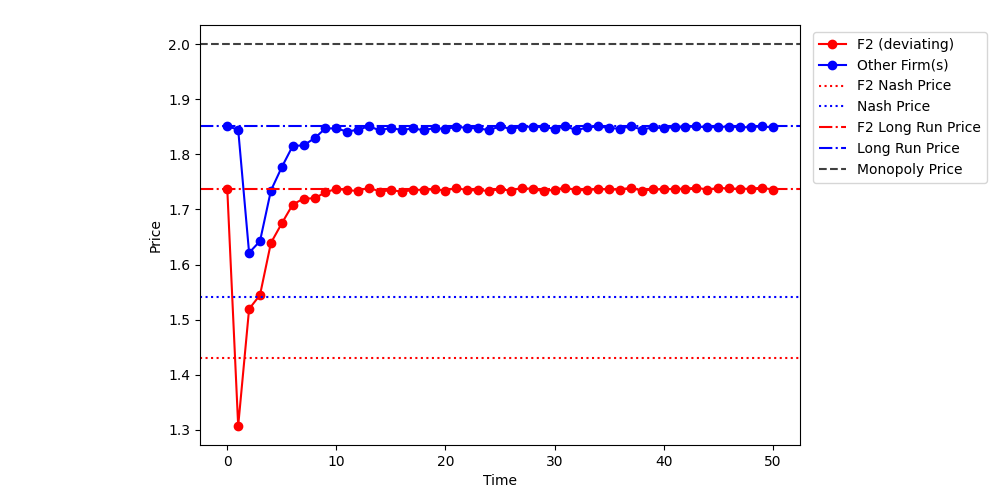 2.0
1.9
1.8
1.7
1.6
1.5
1.4
1.3
Price
0 10 20 30 40 50
Time
F2 (deviating)
Other Firm(s)
F2 Nash Price
Nash Price
F2 Long Run Price
Long Run Price
Monopoly Price